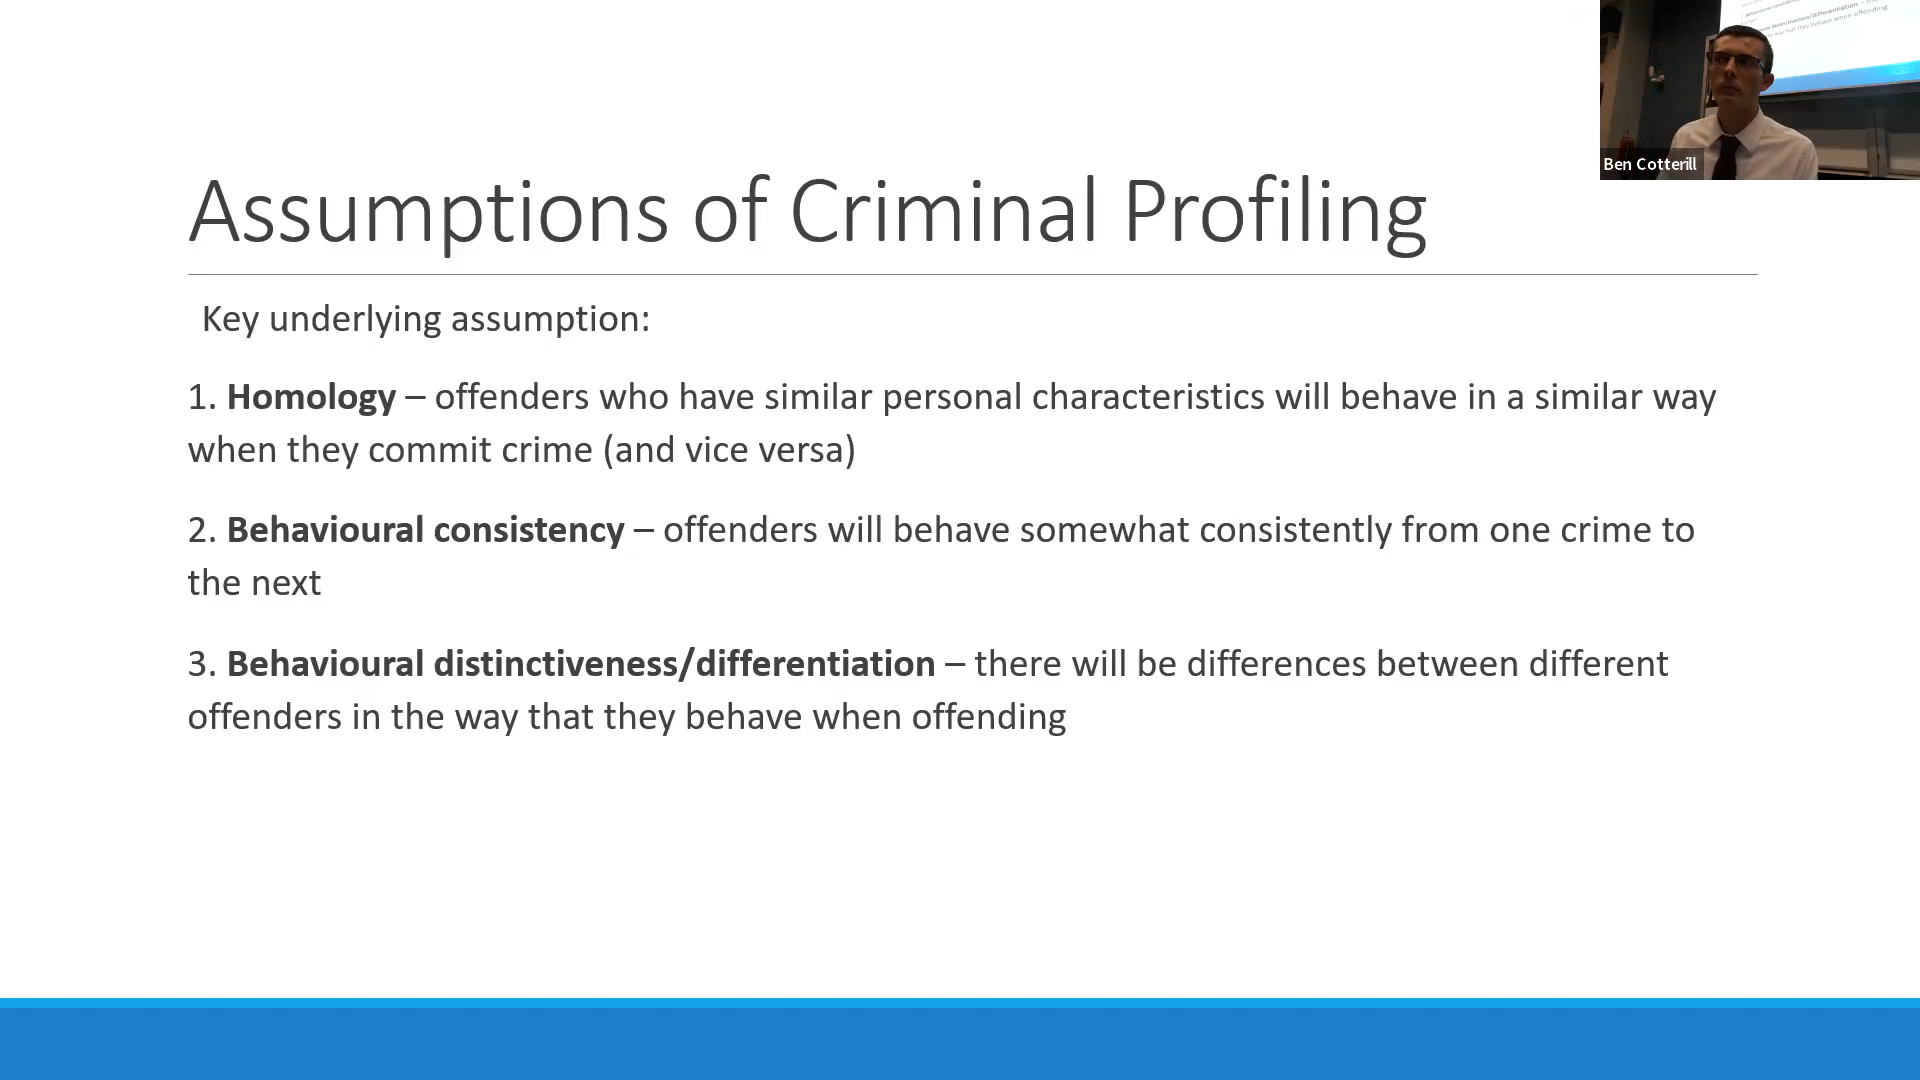 Assumptions of Criminal Profiling
Key underlying assumption:
1. Homology – offenders who have similar personal characteristics will behave in a similar way
when they commit crime (and vice versa)
2. Behavioural consistency – offenders will behave somewhat consistently from one crime to
the next
3. Behavioural distinctiveness/differentiation – there will be differences between different
offenders in the way that they behave when offending
Ben Cotterill